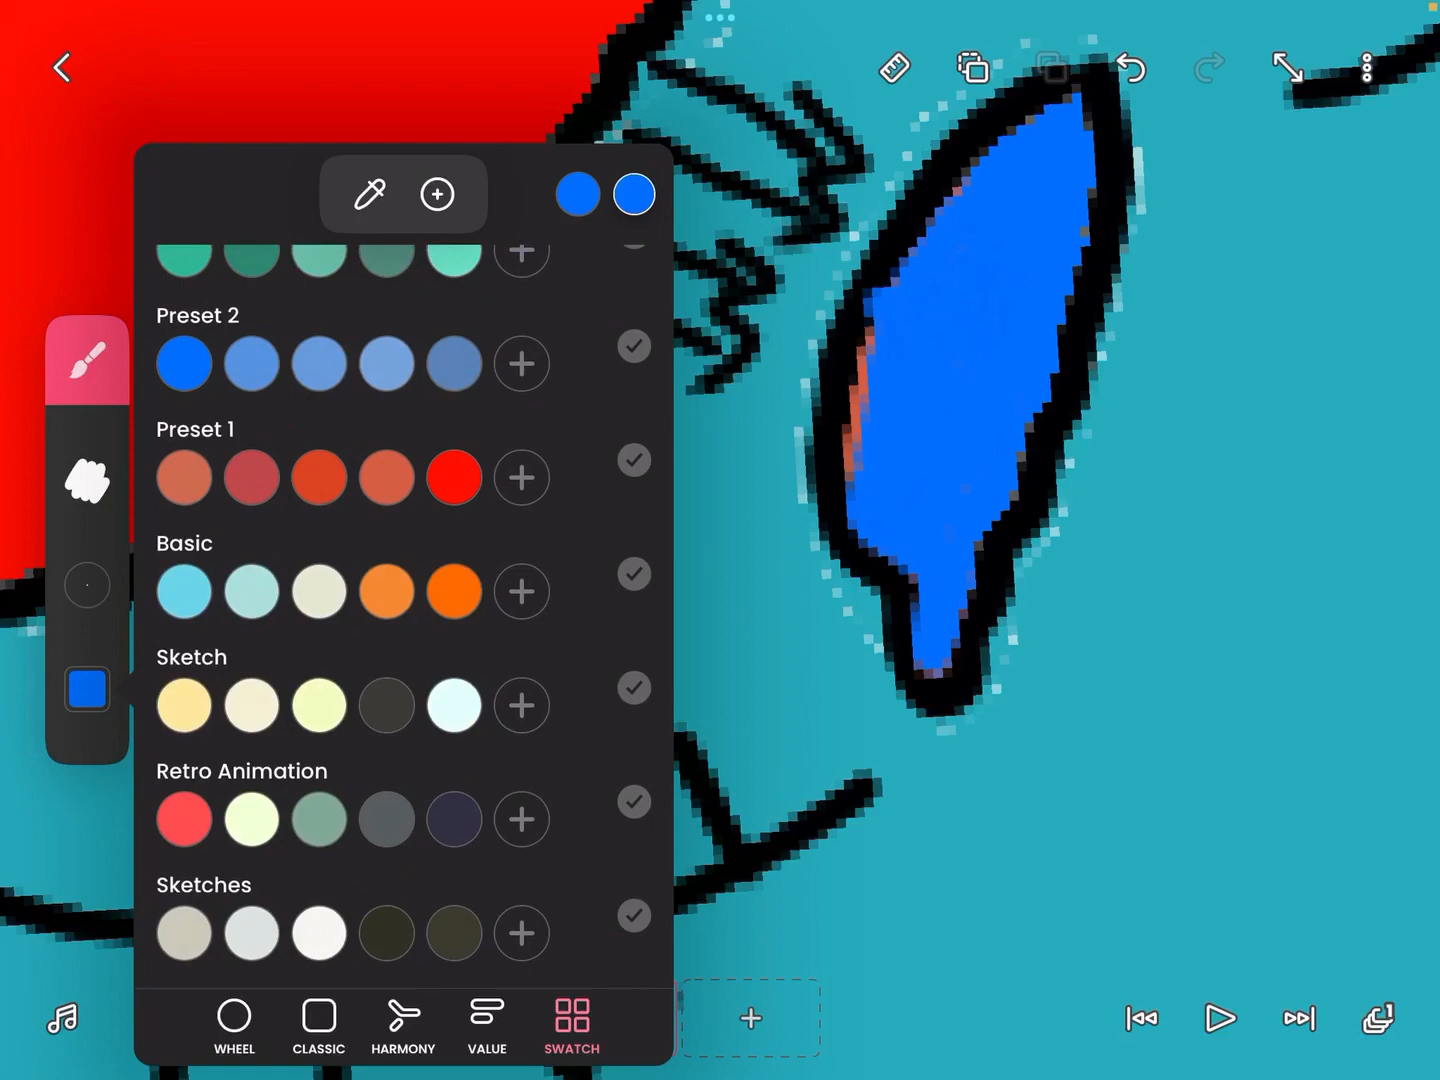 Preset 2
Preset 1
Basic
Sketch
Retro Animation
Sketches
WHEEL CLASSIC HARMONY VALUE SWATCH